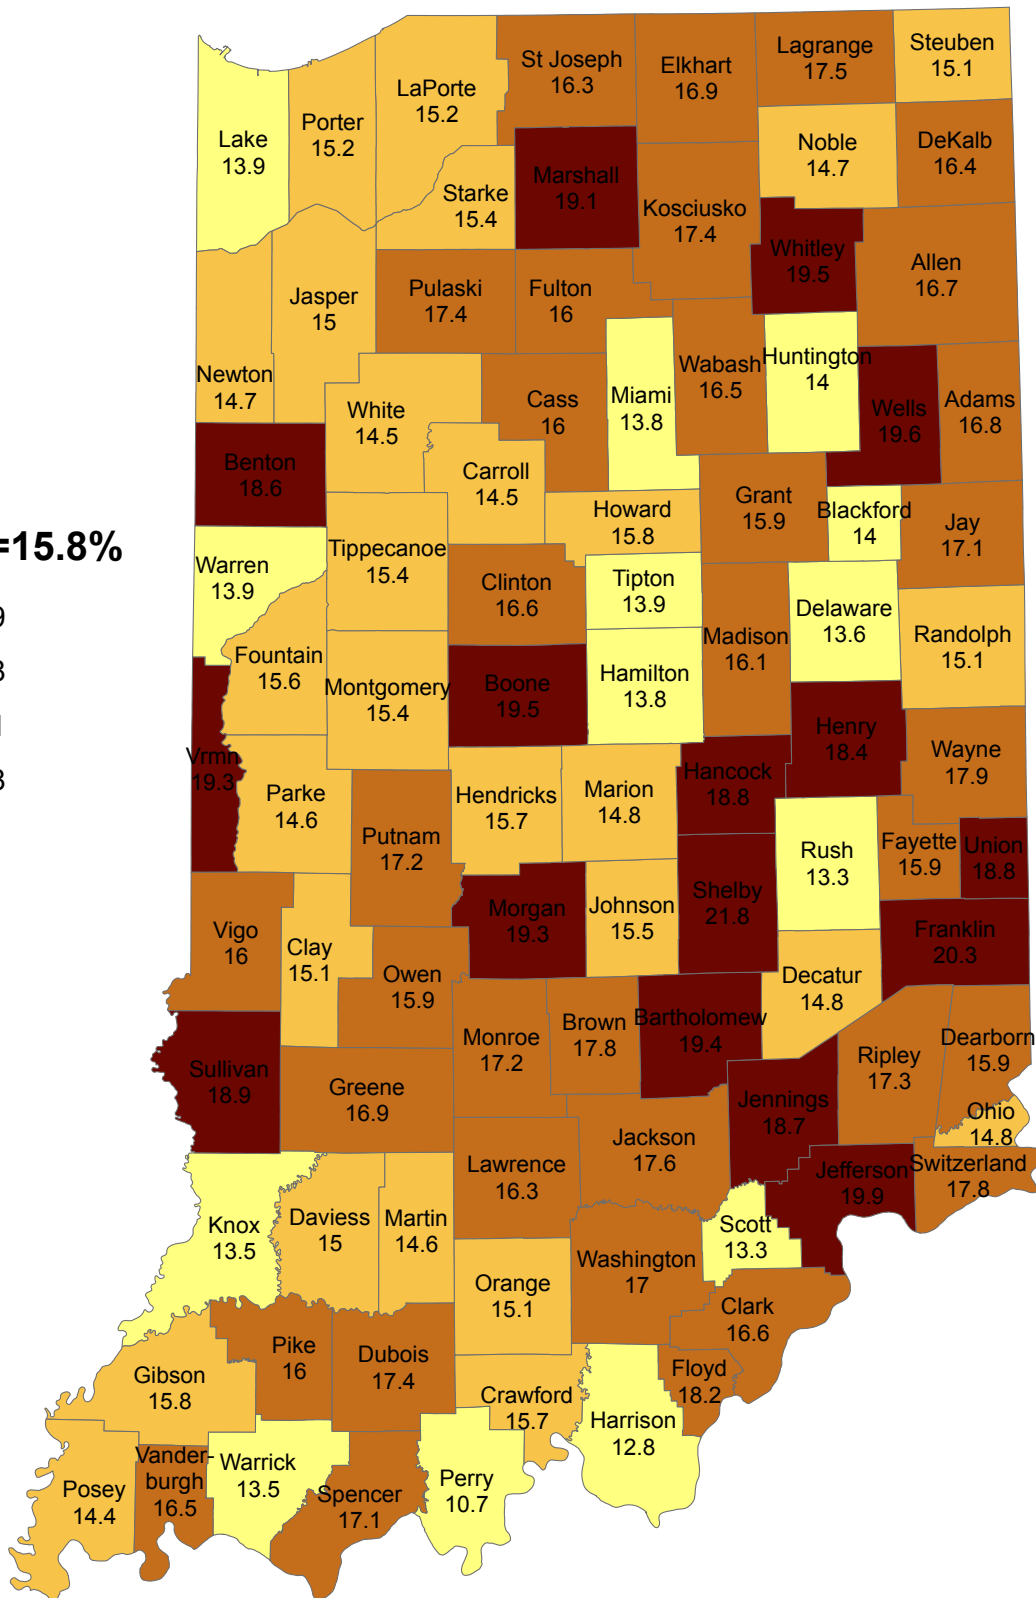 St Joseph
16.3
Elkhart
16.9
Lagrange
17.5
Steuben
15.1
LaPorte
15.2
Porter
15.2
Lake
13.9
Noble
14.7
DeKalb
16.4
Marshall
19.1
Starke
15.4
Kosciusko
17.4
Whitley
19.5
Allen
16.7
Jasper
15
Pulaski
17.4
Fulton
16
Newton
14.7
White
14.5
Cass
16
Miami
13.8
Wabash
16.5
Huntington
14
Wells
19.6
Adams
16.8
Benton
18.6
Carroll
14.5
Howard
15.8
Grant
15.9
Blackford
14
Jay
17.1
=15.8%
Warren
13.9
Tippecanoe
15.4
Clinton
16.6
Tipton
13.9
Madison
16.1
Delaware
13.6
Randolph
15.1
9
Fountain
15.6
Montgomery
15.4
Boone
19.5
Hamilton
13.8
3
Henry
18.4
Wayne
17.9
Vrmn
19.3
Parke
14.6
Hendricks
15.7
Marion
14.8
Hancock
18.8
3
Putnam
17.2
Rush
13.3
Fayette
15.9
Union
18.8
Vigo
16
Clay
15.1
Morgan
19.3
Johnson
15.5
Shelby
21.8
Franklin
20.3
Owen
15.9
Decatur
14.8
Monroe
17.2
Brown
17.8
Bartholomew
19.4
Ripley
17.3
Dearborn
15.9
Sullivan
18.9
Greene
16.9
Jennings
18.7
Ohio
14.8
Jackson
17.6
Lawrence
16.3
Jefferson
19.9
Switzerland
17.8
Knox
13.5
Daviess
15
Martin
14.6
Scott
13.3
Orange
15.1
Washington
17
Clark
16.6
Pike
16
Dubois
17.4
Gibson
15.8
Crawford
15.7
Floyd
18.2
Harrison
12.8
Posey
14.4
Vander-
burgh
16.5
Warrick
13.5
Spencer
17.1
Perry
10.7